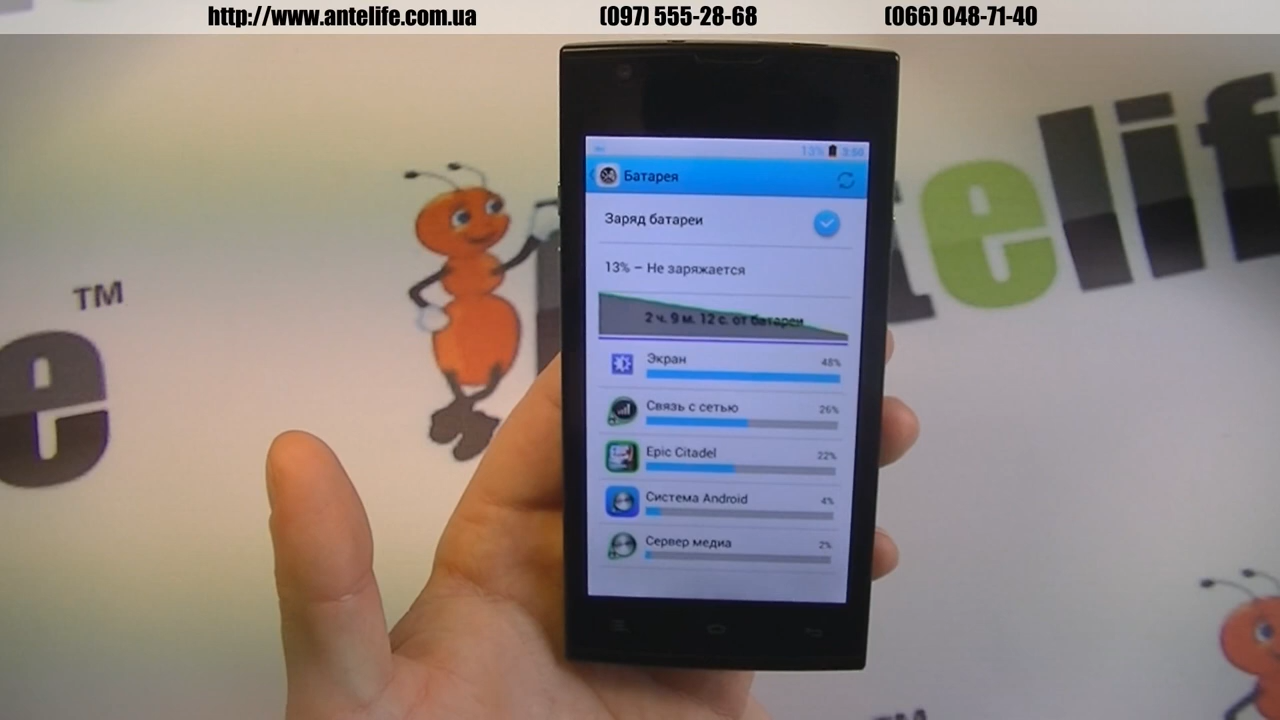 http://www.antelife.com.ua (097) 555-28-68 (066) 048-71-40
13% 3:50
Батарея
Заряд батареи
13% – Не заряжается
2 ч. 9 м. 12 с. от батареи
Экран 48%
Связь с сетью 26%
Epic Citadel 22%
Система Android 4%
Сервер медиа 2%
TM
e
elif